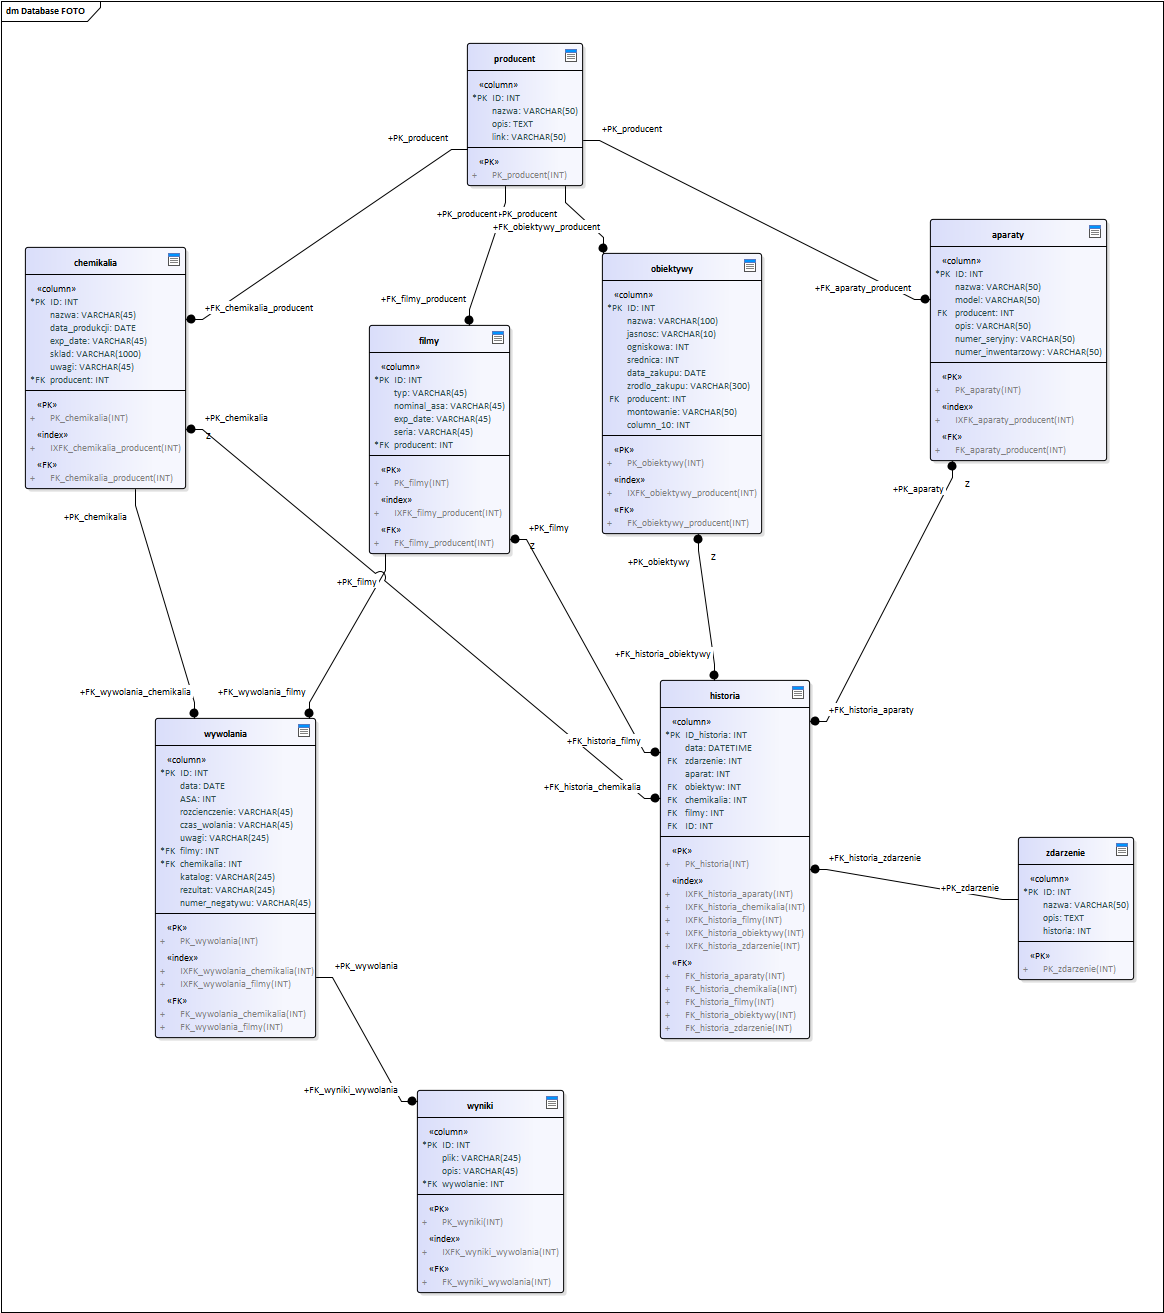 dm Database FOTO
producent
«column»
*PK ID: INT
nazwa: VARCHAR(50)
opis: TEXT
link: VARCHAR(50)
«PK»
+ PK_producent(INT)
+PK_producent
+PK_producent
+PK_producent
+PK_producent
+FK_obiektywy_producent
+FK_chemikalia_producent
+FK_filmy_producent
+FK_aparaty_producent
chemikalia
«column»
*PK ID: INT
nazwa: VARCHAR(45)
data_produkcji: DATE
exp_date: VARCHAR(45)
sklad: VARCHAR(1000)
uwagi: VARCHAR(45)
*FK producent: INT
«PK»
+ PK_chemikalia(INT)
«index»
+ IXFK_chemikalia_producent(INT)
«FK»
+ FK_chemikalia_producent(INT)
filmy
«column»
*PK ID: INT
typ: VARCHAR(45)
nominal_asa: VARCHAR(45)
exp_date: VARCHAR(45)
seria: VARCHAR(45)
*FK producent: INT
«PK»
+ PK_filmy(INT)
«index»
+ IXFK_filmy_producent(INT)
«FK»
+ FK_filmy_producent(INT)
obiektywy
«column»
*PK ID: INT
nazwa: VARCHAR(100)
jasnosc: VARCHAR(10)
ogniskowa: INT
srednica: INT
data_zakupu: DATE
zrodlo_zakupu: VARCHAR(300)
FK producent: INT
montowanie: VARCHAR(50)
column_10: INT
«PK»
+ PK_obiektywy(INT)
«index»
+ IXFK_obiektywy_producent(INT)
«FK»
+ FK_obiektywy_producent(INT)
aparaty
«column»
*PK ID: INT
nazwa: VARCHAR(50)
model: VARCHAR(50)
FK producent: INT
opis: VARCHAR(50)
numer_seryjny: VARCHAR(50)
numer_inwentarzowy: VARCHAR(50)
«PK»
+ PK_aparaty(INT)
«index»
+ IXFK_aparaty_producent(INT)
«FK»
+ FK_aparaty_producent(INT)
+PK_chemikalia
z
+PK_chemikalia
+PK_filmy
z
+PK_filmy
+PK_obiektywy
z
+PK_aparaty
z
+FK_wywolania_chemikalia
+FK_wywolania_filmy
+FK_historia_obiektywy
+FK_historia_aparaty
+FK_historia_filmy
+FK_historia_chemikalia
wywolania
«column»
*PK ID: INT
data: DATE
ASA: INT
rozcienczenie: VARCHAR(45)
czas_wolania: VARCHAR(45)
uwagi: VARCHAR(245)
*FK filmy: INT
*FK chemikalia: INT
katalog: VARCHAR(245)
rezultat: VARCHAR(245)
numer_negatywu: VARCHAR(45)
«PK»
+ PK_wywolania(INT)
«index»
+ IXFK_wywolania_chemikalia(INT)
+ IXFK_wywolania_filmy(INT)
«FK»
+ FK_wywolania_chemikalia(INT)
+ FK_wywolania_filmy(INT)
historia
«column»
*PK ID_historia: INT
data: DATETIME
FK zdarzenie: INT
aparat: INT
FK obiektyw: INT
FK chemikalia: INT
FK filmy: INT
FK ID: INT
«PK»
+ PK_historia(INT)
«index»
+ IXFK_historia_aparaty(INT)
+ IXFK_historia_chemikalia(INT)
+ IXFK_historia_filmy(INT)
+ IXFK_historia_obiektywy(INT)
+ IXFK_historia_zdarzenie(INT)
«FK»
+ FK_historia_aparaty(INT)
+ FK_historia_chemikalia(INT)
+ FK_historia_filmy(INT)
+ FK_historia_obiektywy(INT)
+ FK_historia_zdarzenie(INT)
+FK_historia_zdarzenie
+PK_zdarzenie
zdarzenie
«column»
*PK ID: INT
nazwa: VARCHAR(50)
opis: TEXT
historia: INT
«PK»
+ PK_zdarzenie(INT)
+PK_wywolania
+FK_wyniki_wywolania
wyniki
«column»
*PK ID: INT
plik: VARCHAR(245)
opis: VARCHAR(45)
*FK wywolanie: INT
«PK»
+ PK_wyniki(INT)
«index»
+ IXFK_wyniki_wywolania(INT)
«FK»
+ FK_wyniki_wywolania(INT)